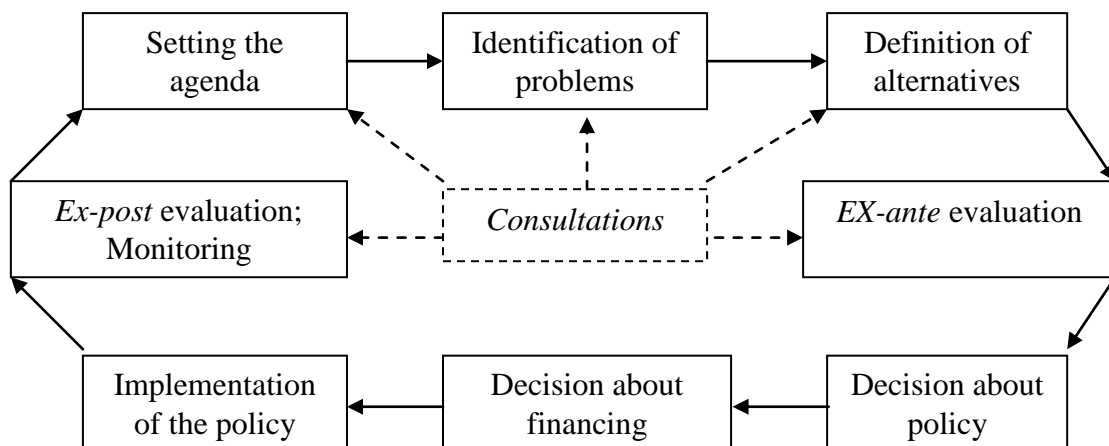 Setting the
agenda
Identification of
problems
Definition of
alternatives
Ex-post evaluation;
Monitoring
Consultations
EX-ante evaluation
Implementation
of the policy
Decision about
financing
Decision about
policy